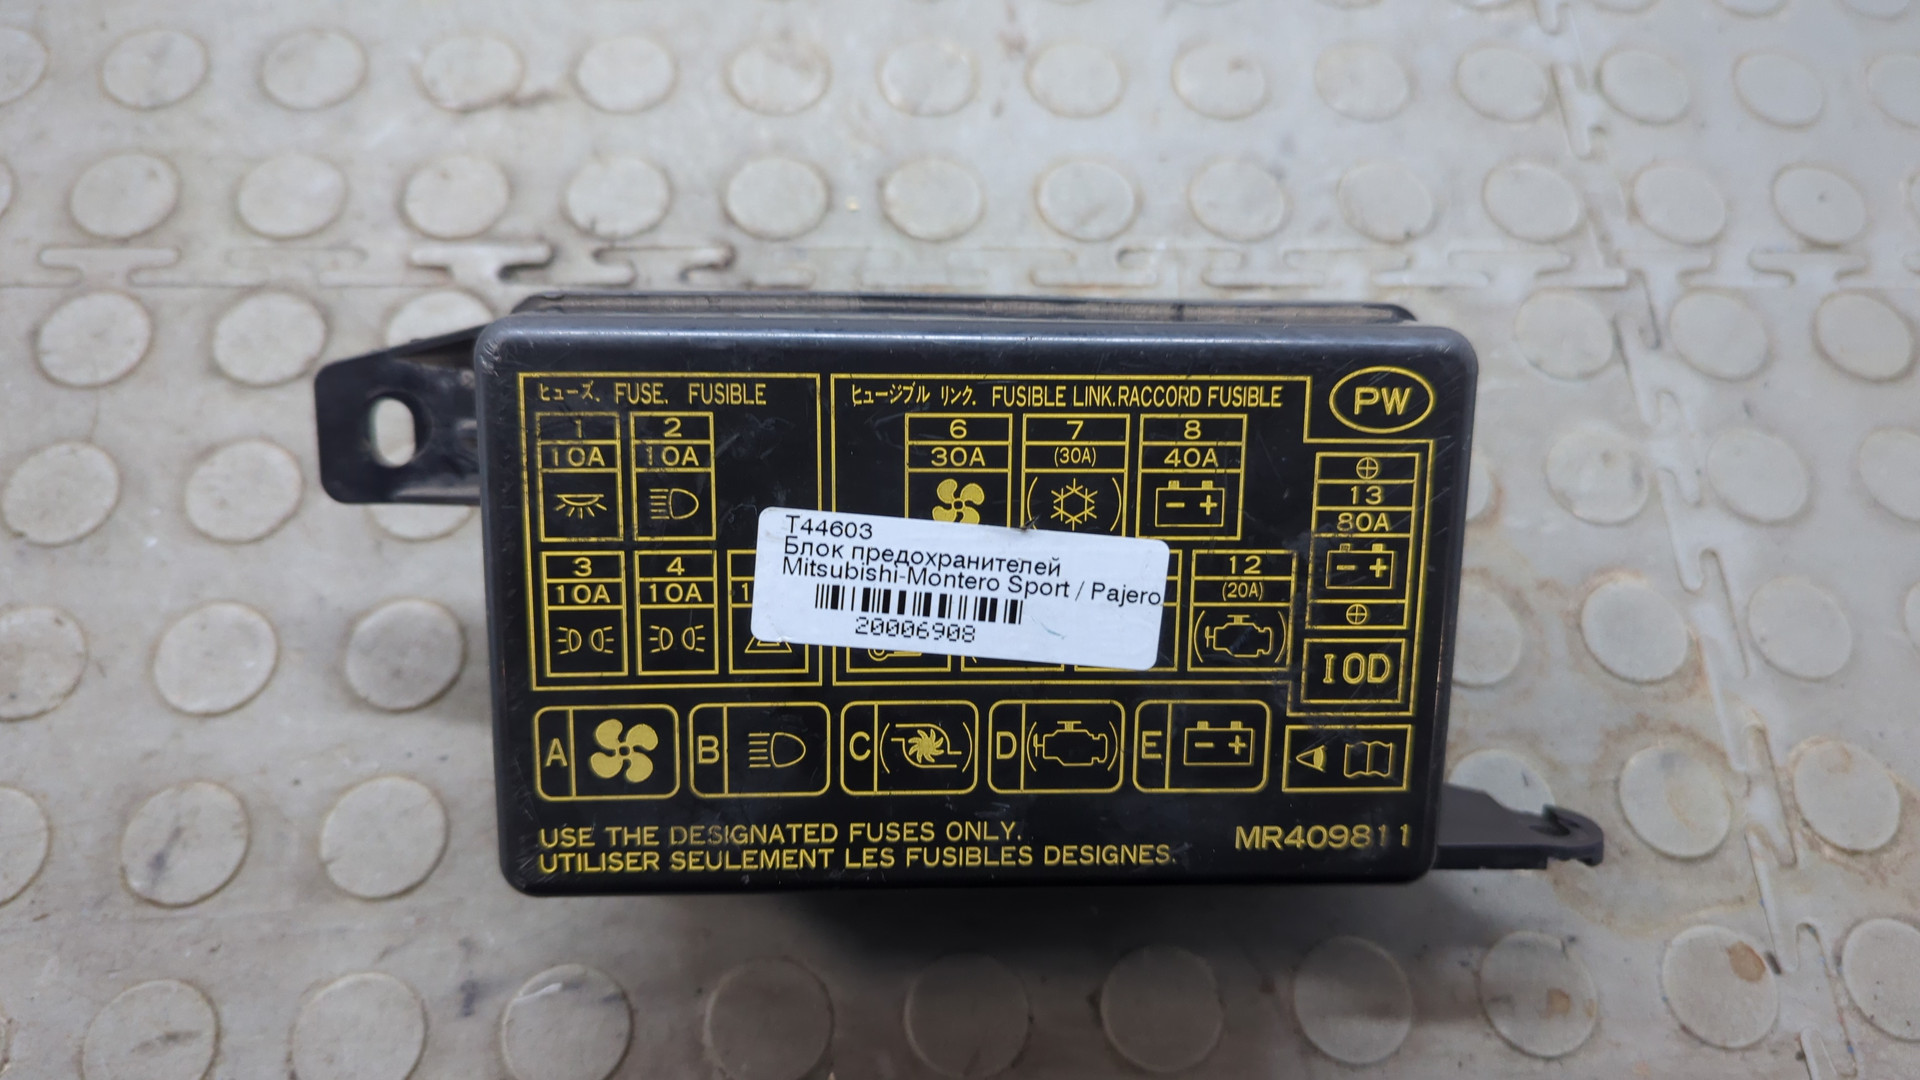 ヒューズ. FUSE. FUSIBLE
ヒュージブル リンク. FUSIBLE LINK.RACCORD FUSIBLE
PW
1
10A
2
10A
6
30A
7
(30A)
8
40A
13
80A
3
10A
4
10A
12
(20A)
IOD
T44603
Блок предохранителей
Mitsubishi-Montero Sport / Pajero
20006908
A
B
C
D
E
USE THE DESIGNATED FUSES ONLY.
UTILISER SEULEMENT LES FUSIBLES DESIGNES.
MR409811